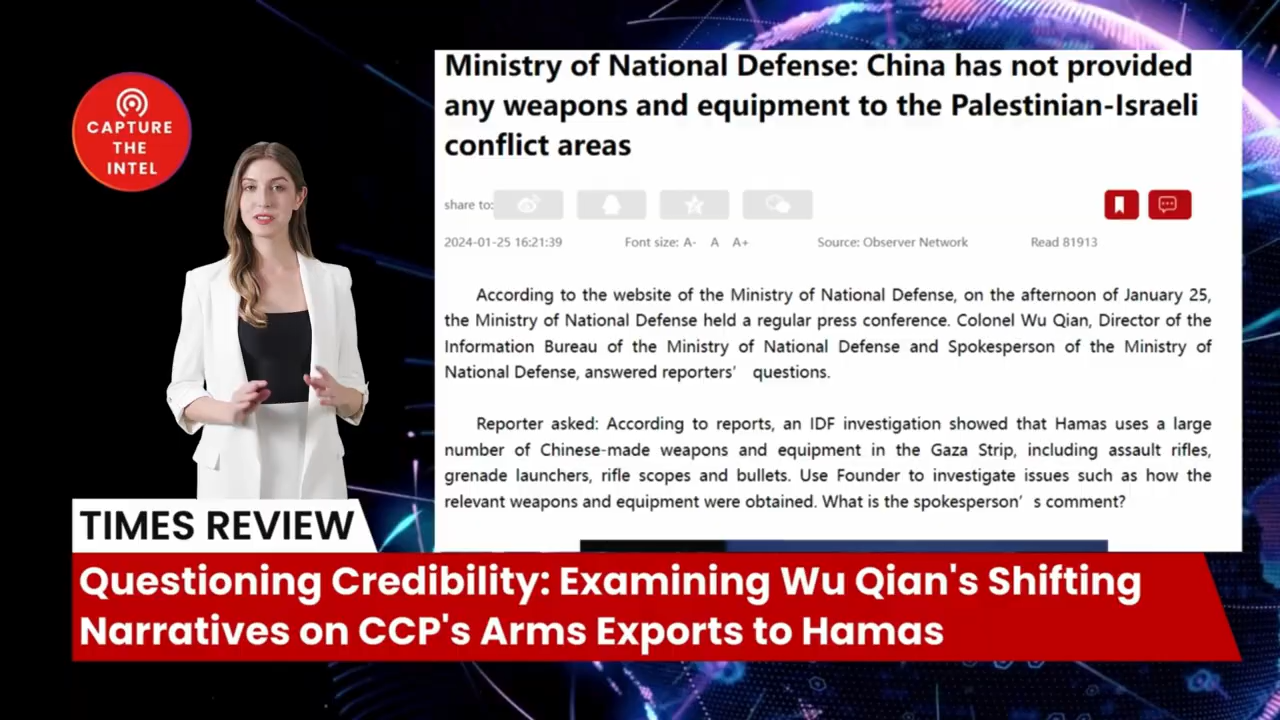 CAPTURE
THE
INTEL
Ministry of National Defense: China has not provided
any weapons and equipment to the Palestinian-Israeli
conflict areas
share to:
2024-01-25 16:21:39 Font size: A- A A+ Source: Observer Network Read 81913
According to the website of the Ministry of National Defense, on the afternoon of January 25,
the Ministry of National Defense held a regular press conference. Colonel Wu Qian, Director of the
Information Bureau of the Ministry of National Defense and Spokesperson of the Ministry of
National Defense, answered reporters’ questions.
Reporter asked: According to reports, an IDF investigation showed that Hamas uses a large
number of Chinese-made weapons and equipment in the Gaza Strip, including assault rifles,
grenade launchers, rifle scopes and bullets. Use Founder to investigate issues such as how the
relevant weapons and equipment were obtained. What is the spokesperson’ s comment?
TIMES REVIEW
Questioning Credibility: Examining Wu Qian's Shifting
Narratives on CCP's Arms Exports to Hamas